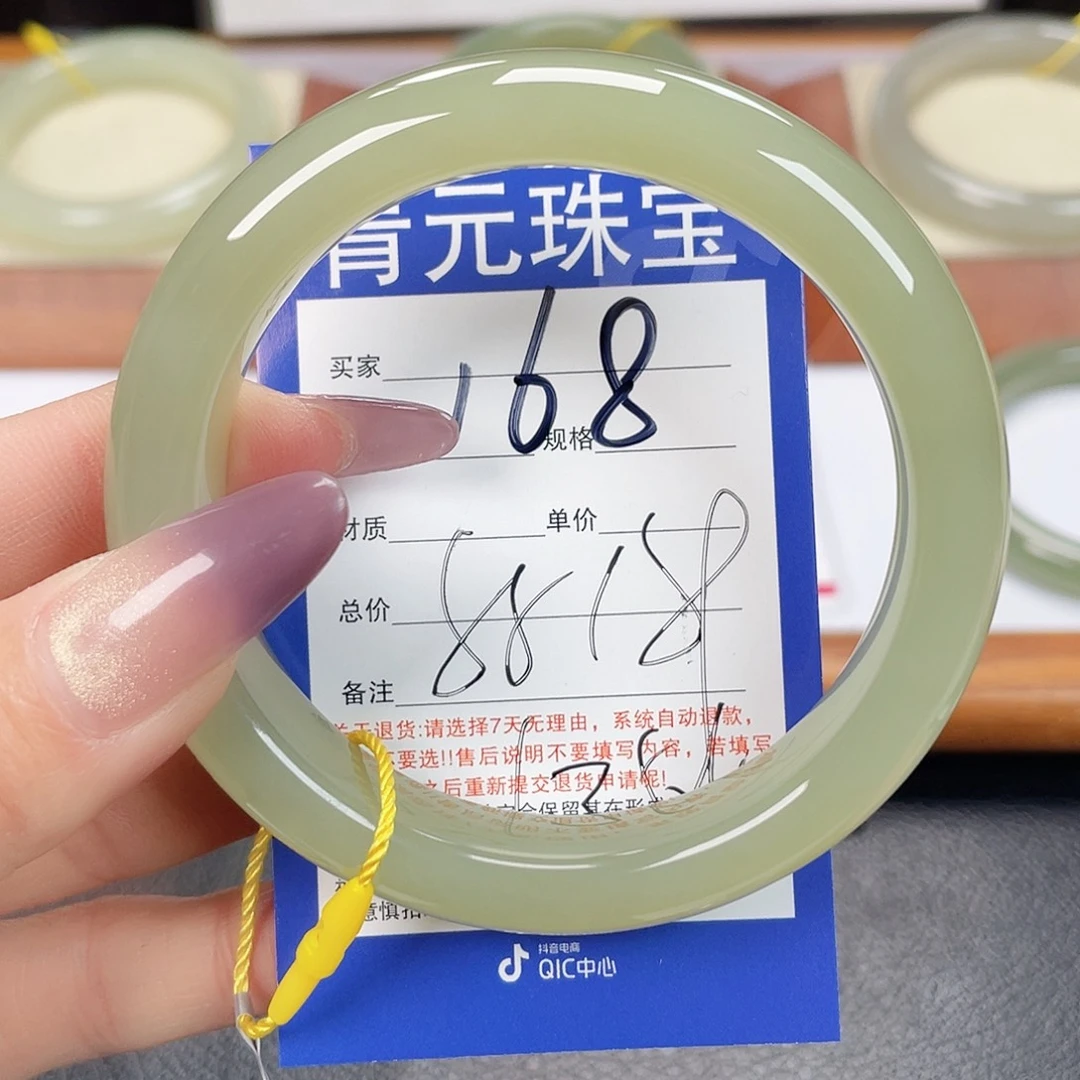 青元珠宝
168
买家
规格
材质 单价
总价
8818
备注
关于退货:请选择7天无理由，系统自动退款，
不要选!!售后说明不要填写内容，若填写
之后重新提交退货申请呢!
抖音电商
QIC中心